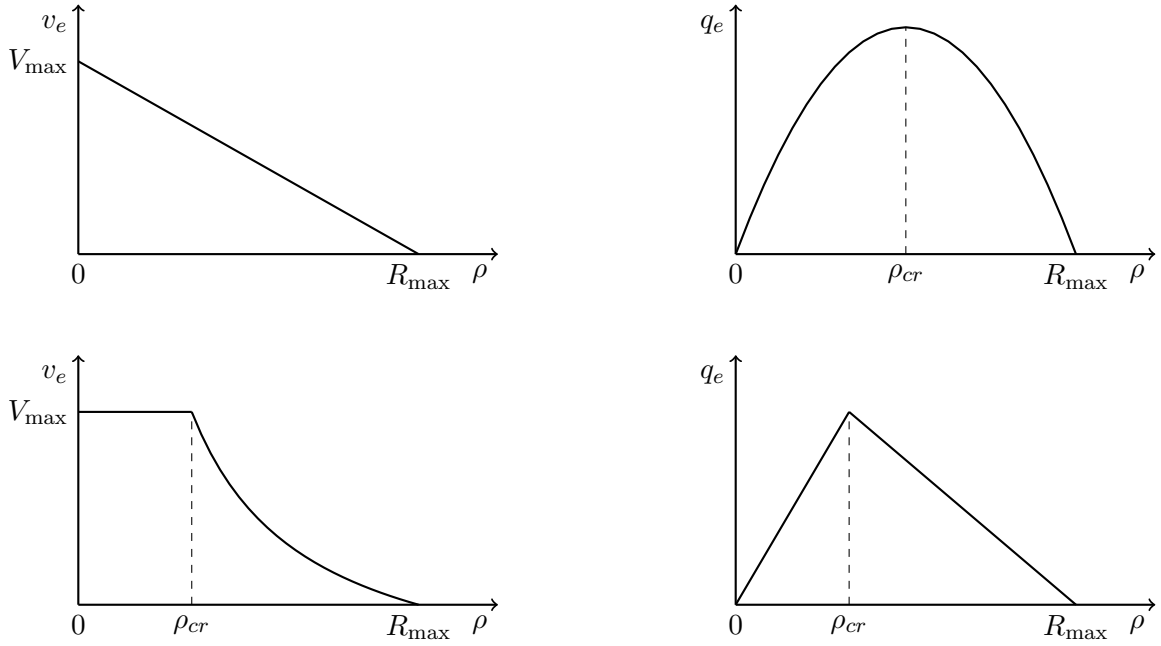 v_e
V_max
0
R_max
ρ
q_e
0
ρ_cr
R_max
ρ
v_e
V_max
0
ρ_cr
R_max
ρ
q_e
0
ρ_cr
R_max
ρ